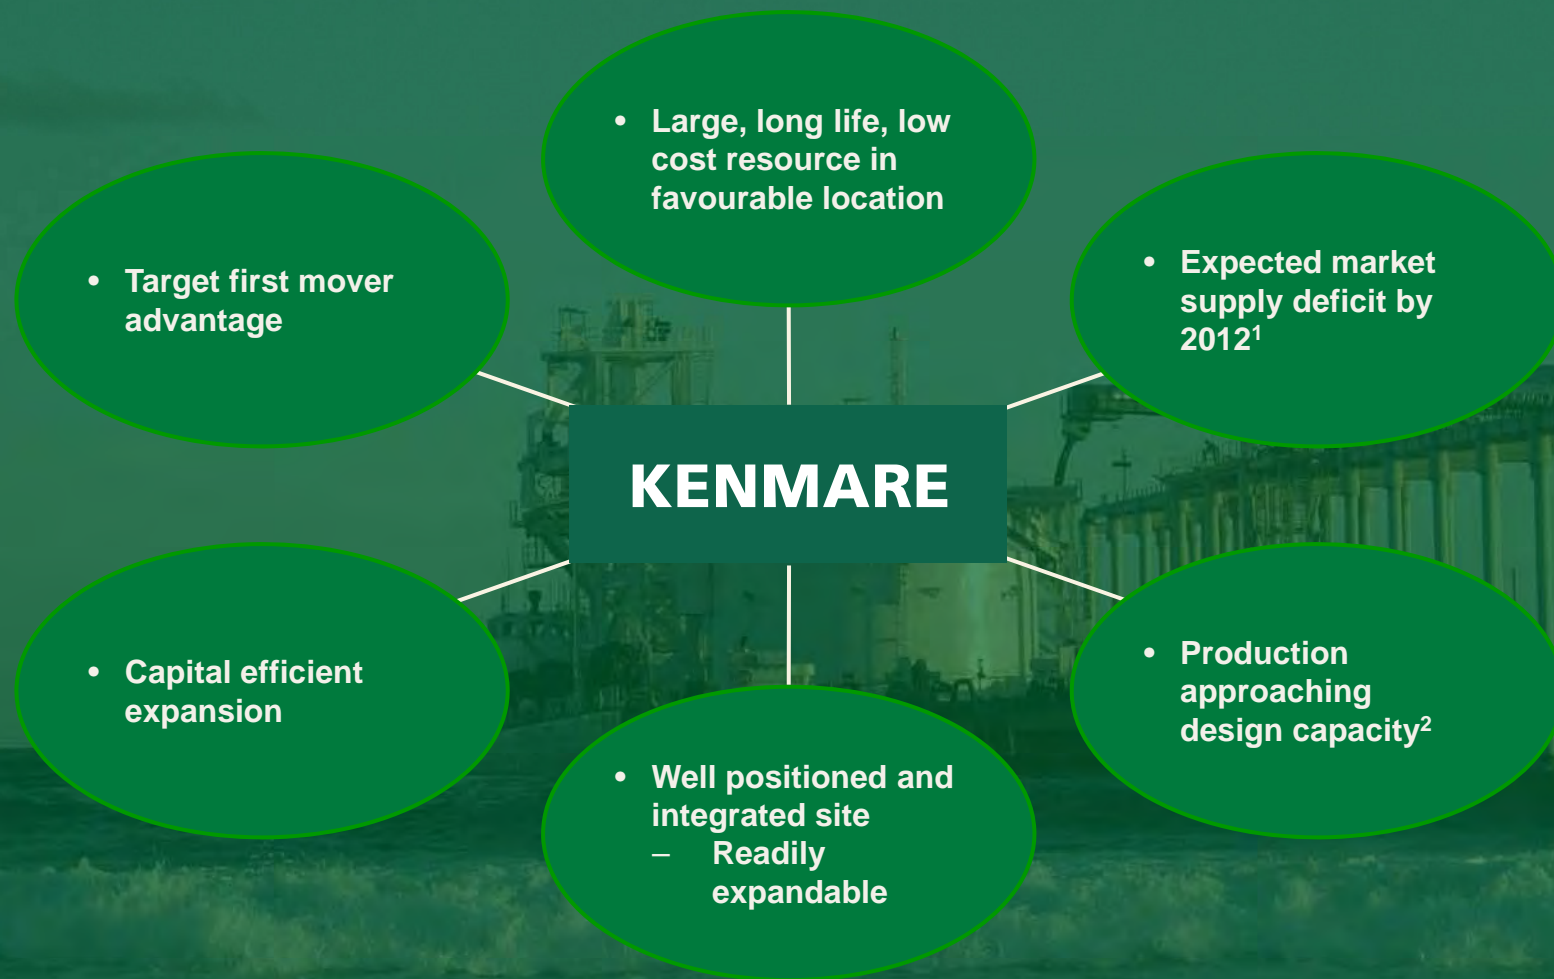 • Large, long life, low
cost resource in
favourable location
• Target first mover
advantage
• Expected market
supply deficit by
2012¹
KENMARE
• Capital efficient
expansion
• Production
approaching
design capacity²
• Well positioned and
integrated site
– Readily
expandable